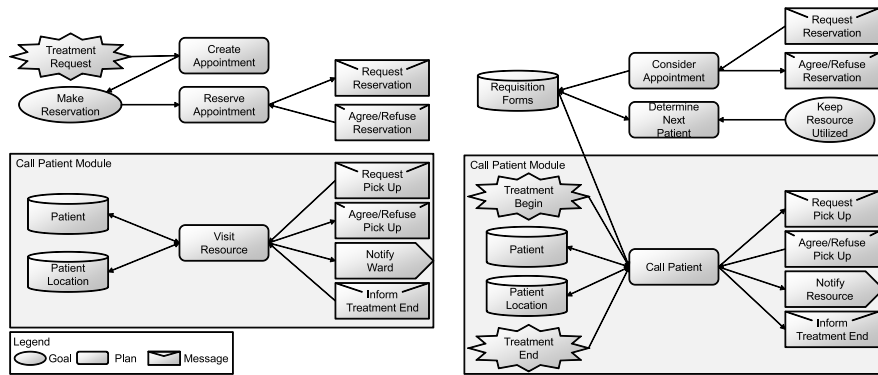 Treatment
Request
Create
Appointment
Make
Reservation
Reserve
Appointment
Request
Reservation
Agree/Refuse
Reservation
Call Patient Module
Patient
Patient
Location
Visit
Resource
Request
Pick Up
Agree/Refuse
Pick Up
Notify
Ward
Inform
Treatment End
Legend
Goal
Plan
Message
Requisition
Forms
Consider
Appointment
Determine
Next
Patient
Request
Reservation
Agree/Refuse
Reservation
Keep
Resource
Utilized
Call Patient Module
Treatment
Begin
Patient
Patient
Location
Treatment
End
Call Patient
Request
Pick Up
Agree/Refuse
Pick Up
Notify
Resource
Inform
Treatment End